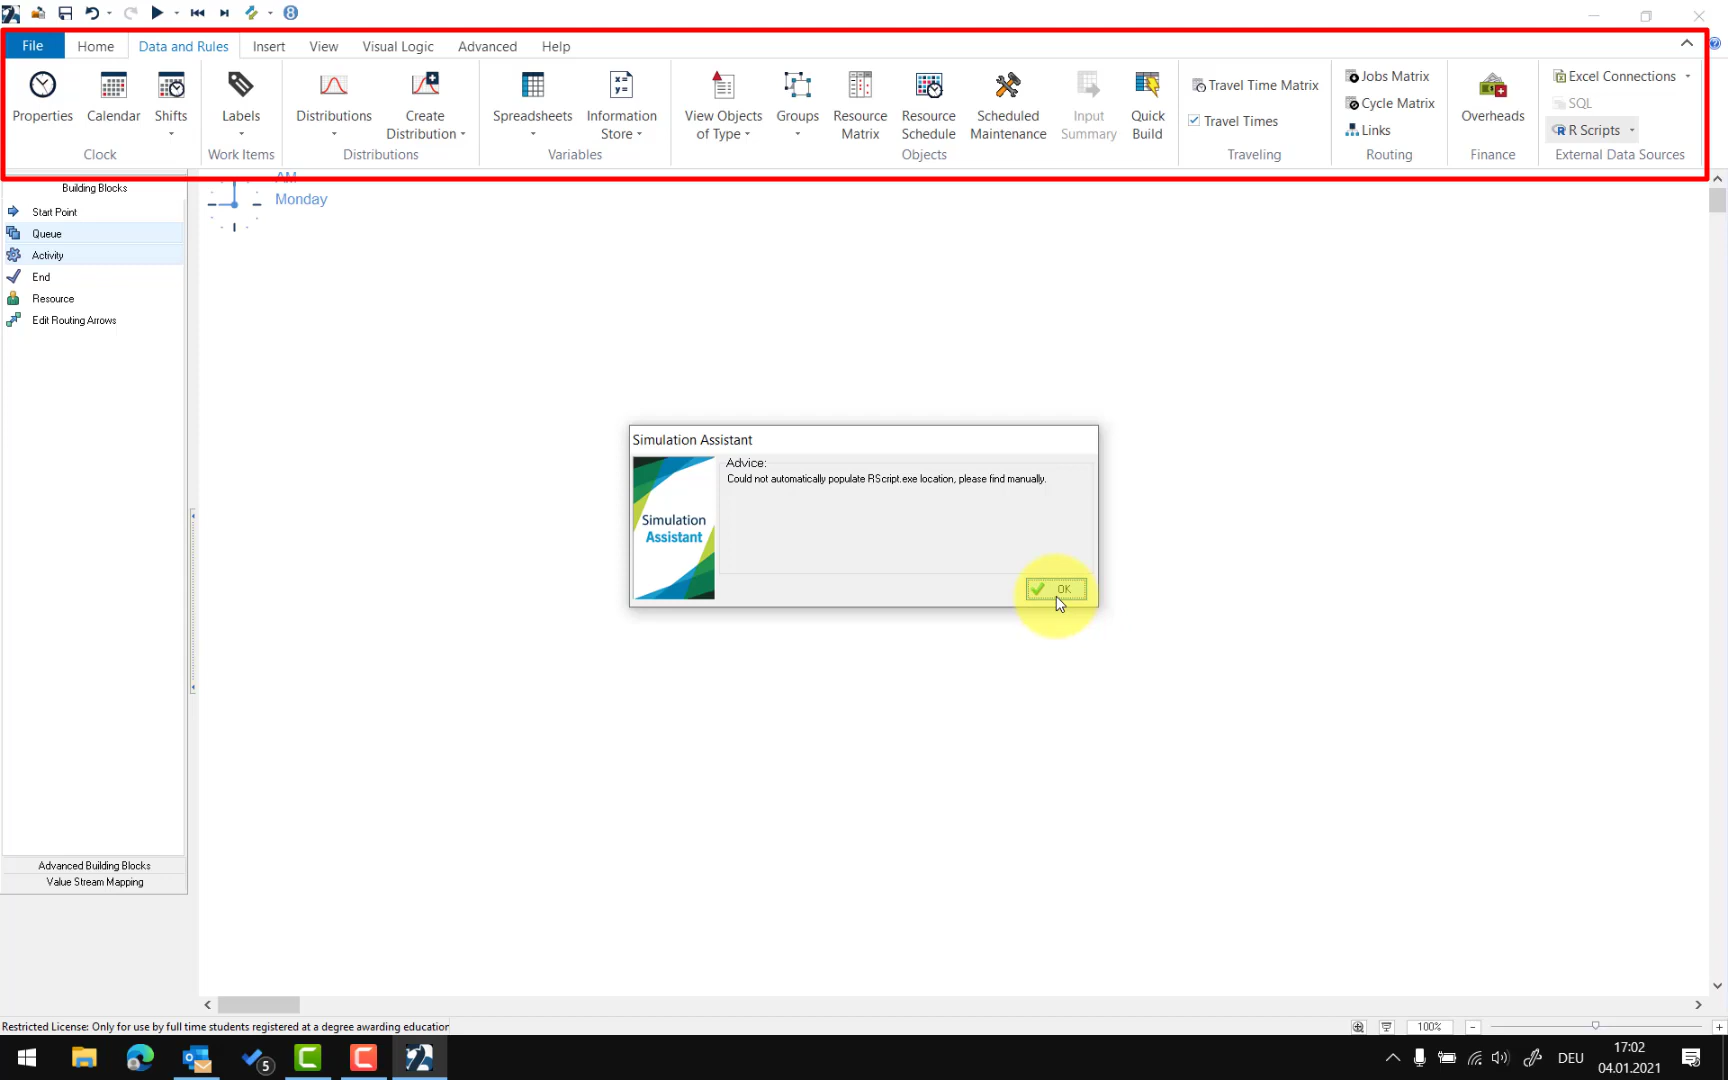 File
Home
Data and Rules
Insert
View
Visual Logic
Advanced
Help
Properties
Calendar
Shifts
Clock
Labels
Work Items
Distributions
Create
Distribution
Distributions
Spreadsheets
Information
Store
Variables
View Objects
of Type
Groups
Resource
Matrix
Resource
Schedule
Scheduled
Maintenance
Input
Summary
Quick
Build
Objects
Travel Time Matrix
Travel Times
Traveling
Jobs Matrix
Cycle Matrix
Links
Routing
Overheads
Finance
Excel Connections
SQL
R Scripts
External Data Sources
Building Blocks
Start Point
Queue
Activity
End
Resource
Edit Routing Arrows
Advanced Building Blocks
Value Stream Mapping
AM
Monday
Simulation Assistant
Simulation
Assistant
Advice:
Could not automatically populate RScript.exe location, please find manually.
OK
Restricted License: Only for use by full time students registered at a degree awarding education
100%
5
DEU
17:02
04.01.2021